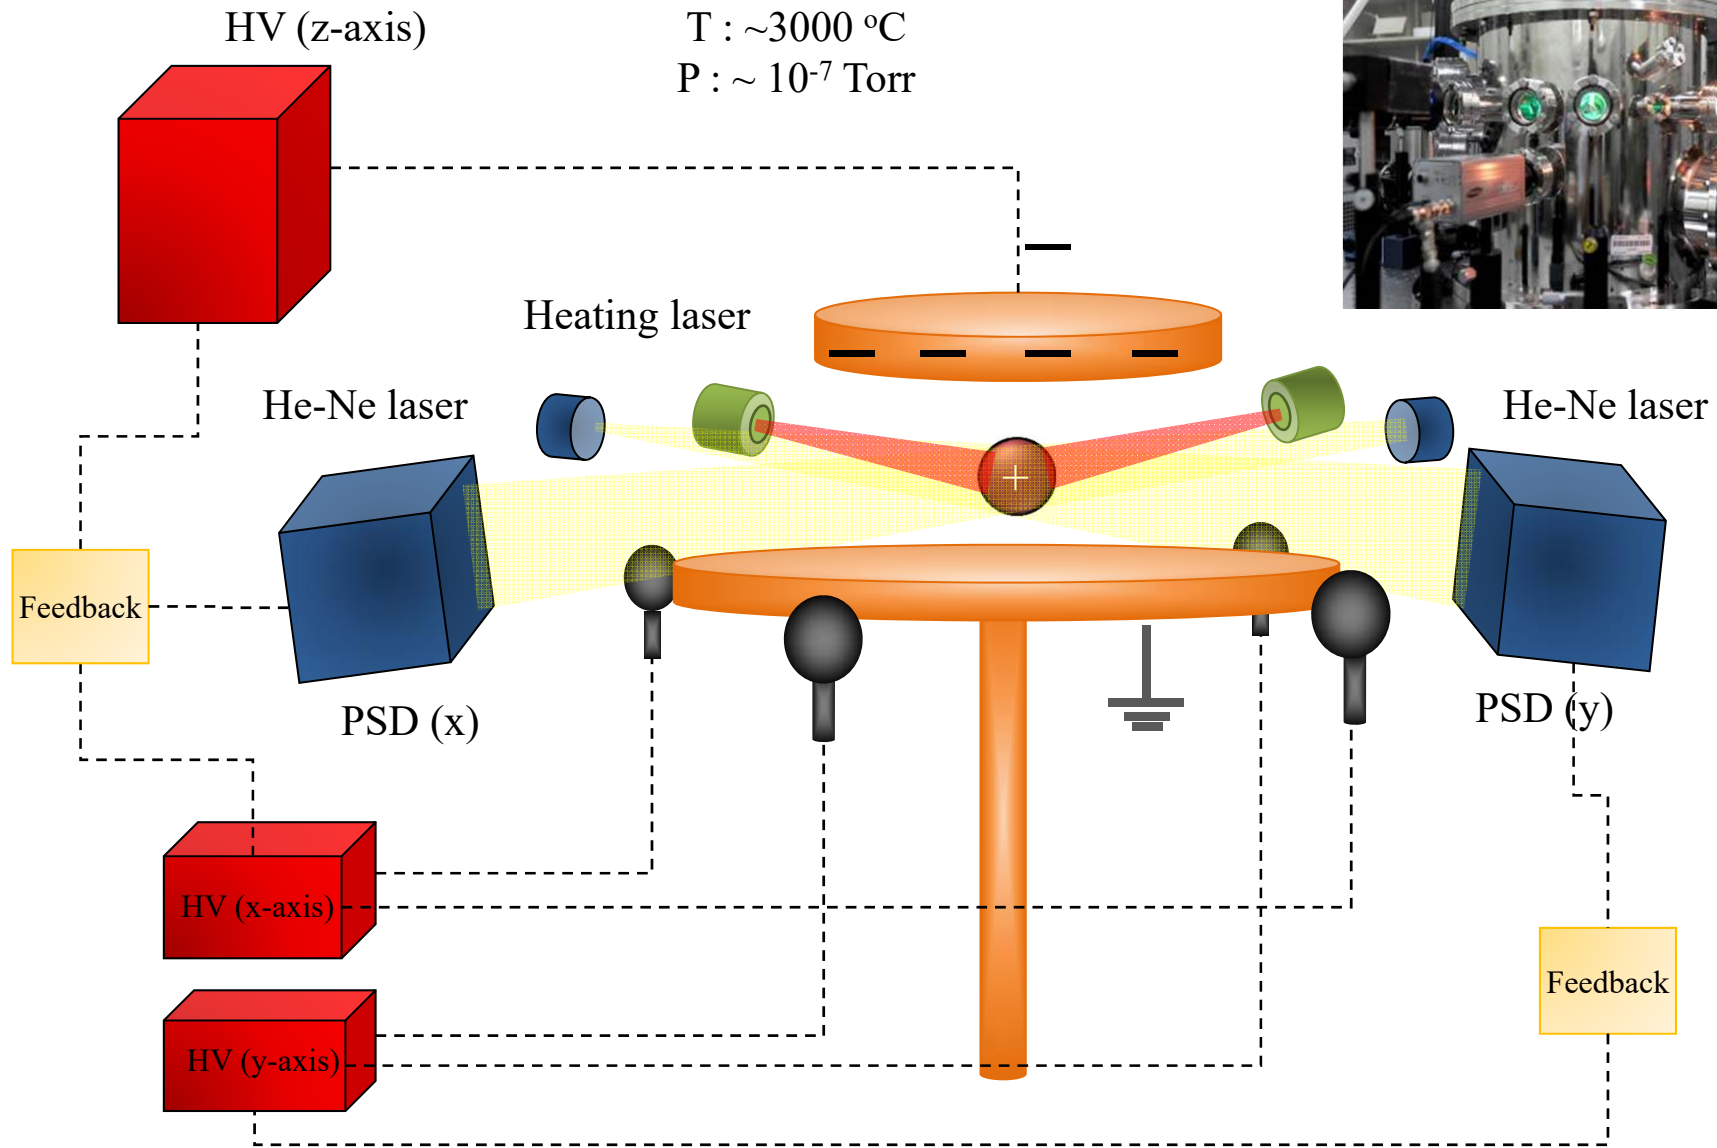 HV (z-axis)
T : ~3000 ºC
P : ~ 10⁻⁷ Torr
Heating laser
He-Ne laser
He-Ne laser
Feedback
PSD (x)
PSD (y)
HV (x-axis)
Feedback
HV (y-axis)